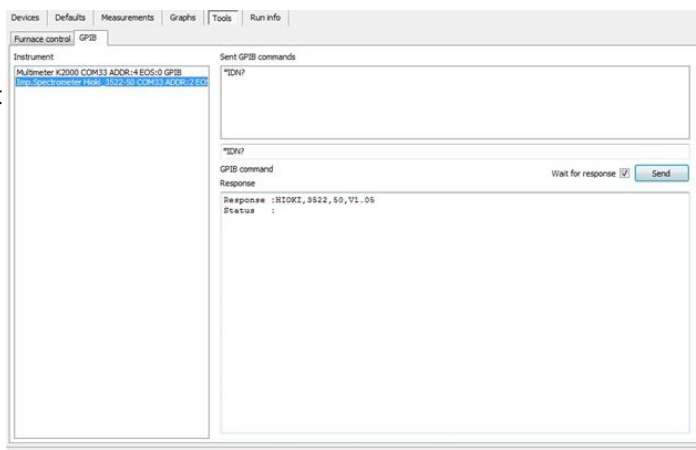 Devices Defaults Measurements Graphs Tools Run info
Furnace control GPIB
Instrument
Multimeter K2000 COM33 ADDR:4 EOS:0 GPIB
Imp.Spectrometer Hioki_3522-50 COM33 ADDR:2 EOS
Sent GPIB commands
*IDN?
*IDN?
GPIB command
Wait for response Send
Response
Response :HIOKI,3522,50,V1.05
Status :